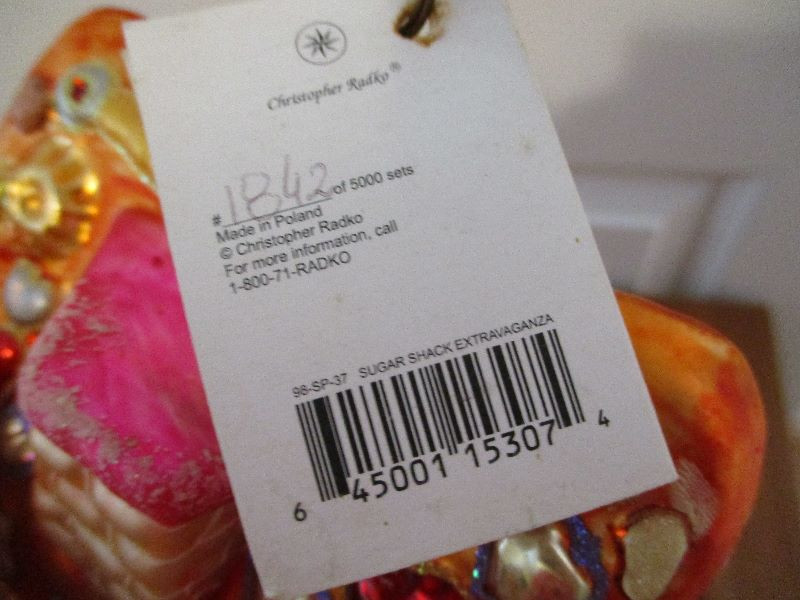 Christopher Radko®
# 1842 of 5000 sets
Made in Poland
© Christopher Radko
For more information, call
1-800-71-RADKO
98-SP-37 SUGAR SHACK EXTRAVAGANZA
6 45001 15307 4